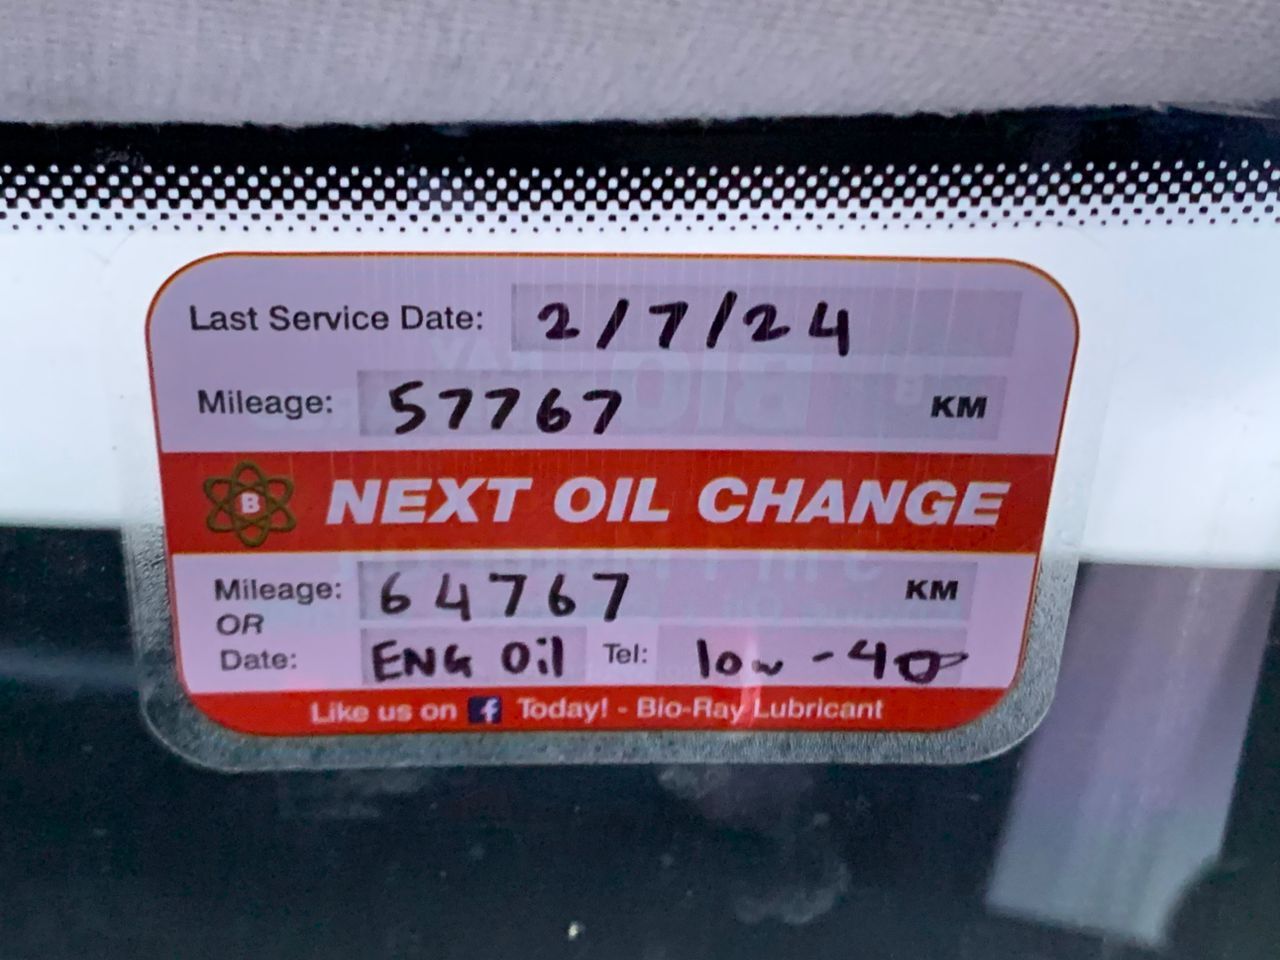 Last Service Date: 2/7/24
Mileage: 57767 KM
B NEXT OIL CHANGE
Mileage: 64767 KM
OR
Date: ENG Oil Tel: 10w-40
Like us on f Today! - Bio-Ray Lubricant